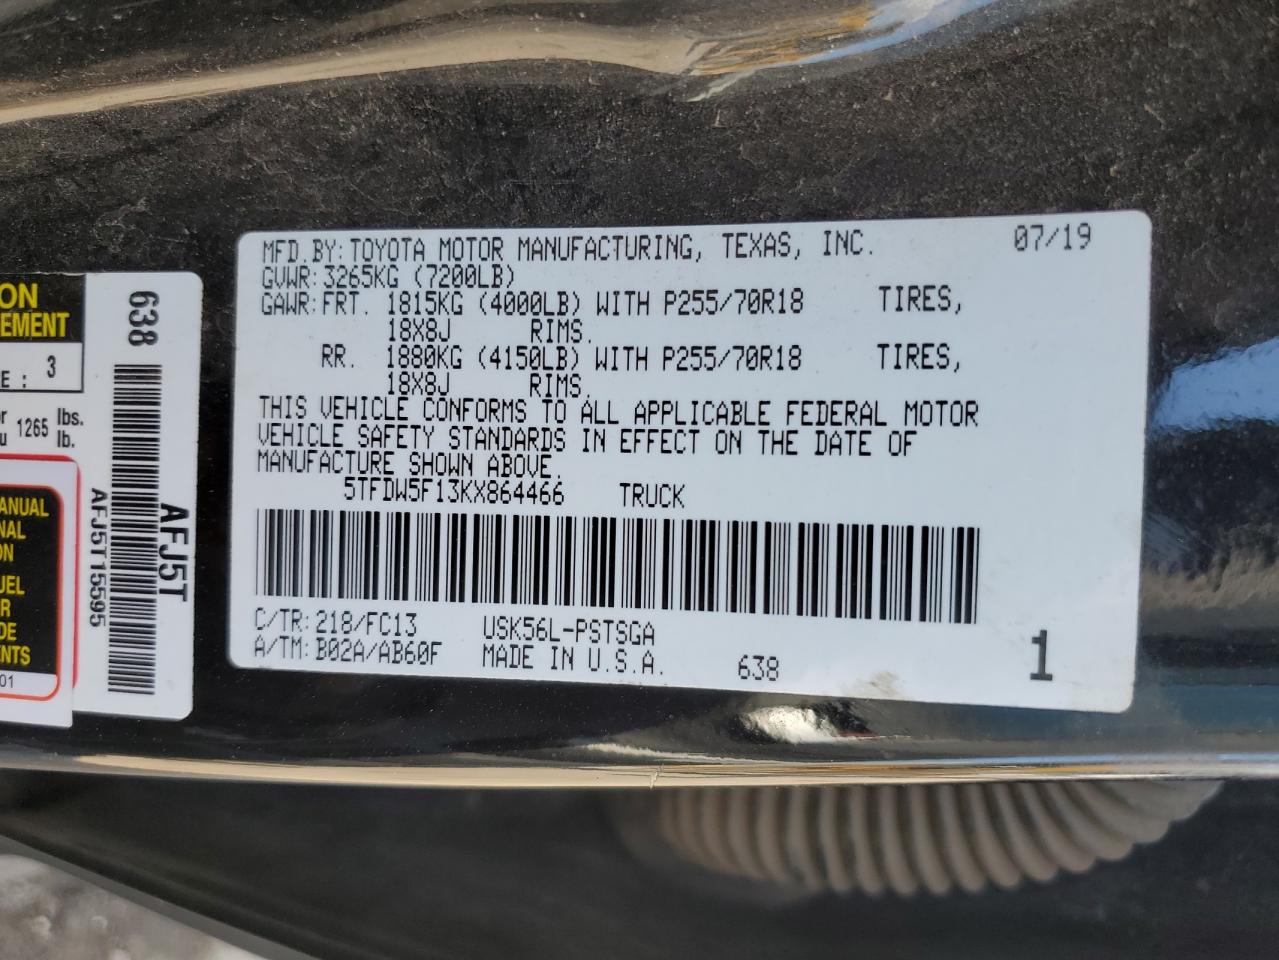 MFD.BY: TOYOTA MOTOR MANUFACTURING, TEXAS, INC. 07/19
GVWR: 3265KG (7200LB)
GAWR: FRT. 1815KG (4000LB) WITH P255/70R18 TIRES,
18X8J RIMS.
RR. 1880KG (4150LB) WITH P255/70R18 TIRES,
18X8J RIMS.
THIS VEHICLE CONFORMS TO ALL APPLICABLE FEDERAL MOTOR
VEHICLE SAFETY STANDARDS IN EFFECT ON THE DATE OF
MANUFACTURE SHOWN ABOVE.
5TFDW5F13KX864466 TRUCK
C/TR: 218/FC13 USK56L-PSTSGA
A/TM: B02A/AB60F MADE IN U.S.A. 638 1
638
AFJ5T
AFJ5T15595
ON
EMENT
E : 3
or
1265 lbs.
lb.
ANUAL
NAL
ON
UEL
R
DE
ENTS
01